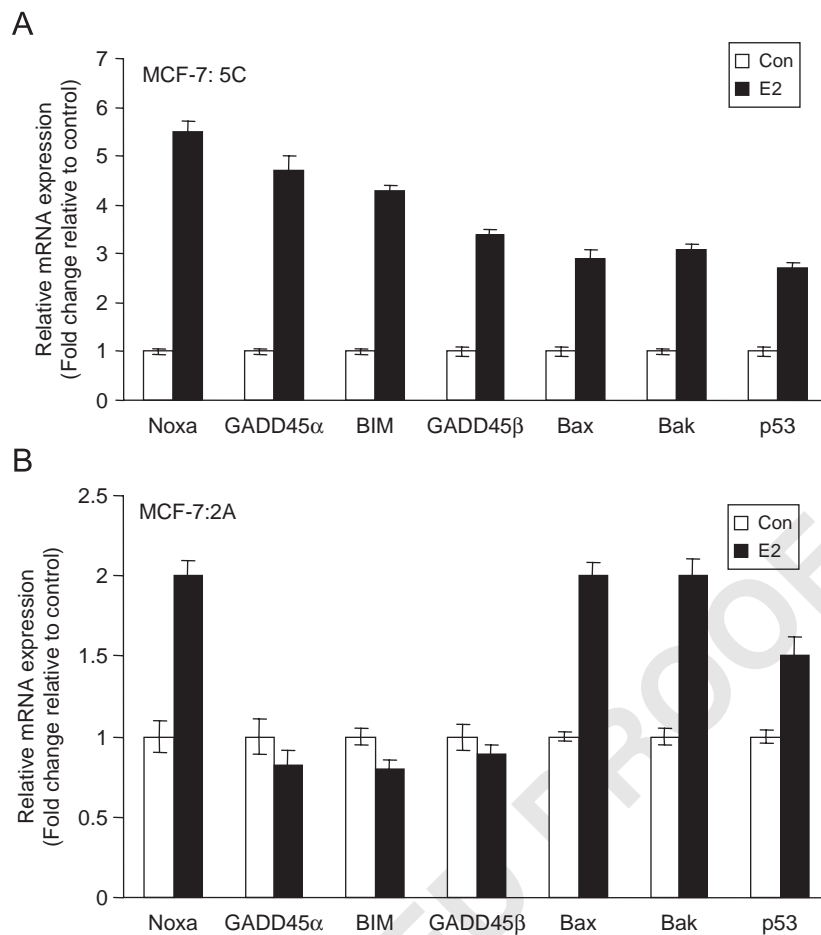 A
MCF-7: 5C
Con
E2
Relative mRNA expression
(Fold change relative to control)
7
6
5
4
3
2
1
0
Noxa GADD45α BIM GADD45β Bax Bak p53
B
MCF-7:2A
Con
E2
Relative mRNA expression
(Fold change relative to control)
2.5
2
1.5
1
0.5
0
Noxa GADD45α BIM GADD45β Bax Bak p53
PROOF